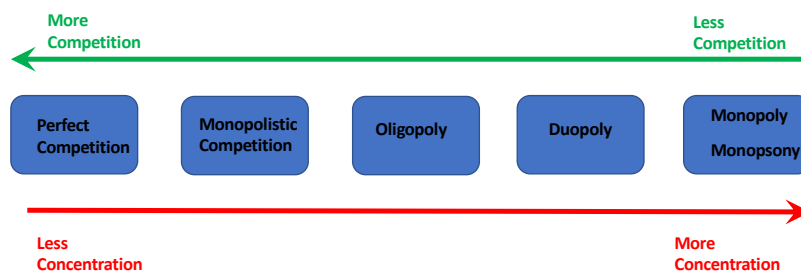 More
Competition
Less
Competition
Perfect
Competition
Monopolistic
Competition
Oligopoly
Duopoly
Monopoly
Monopsony
Less
Concentration
More
Concentration